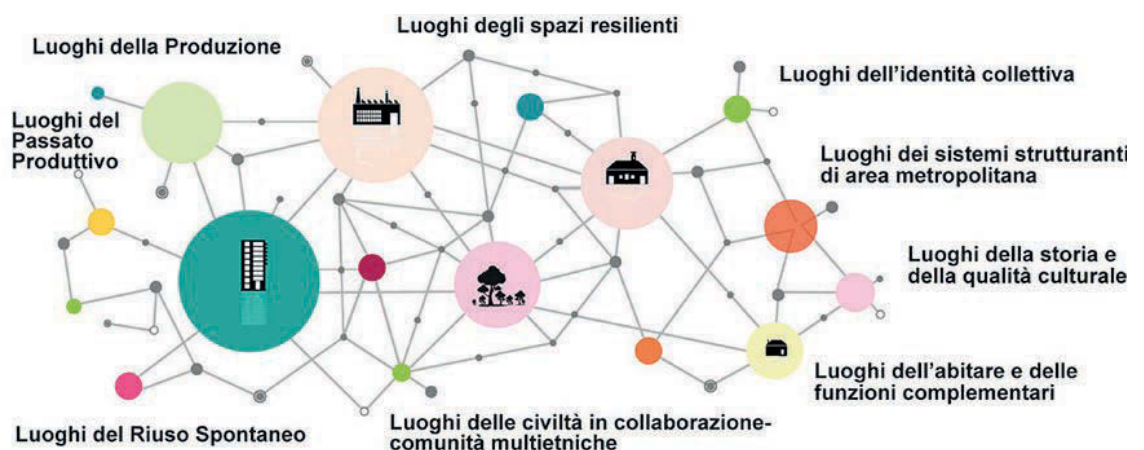 Luoghi degli spazi resilienti
Luoghi della Produzione
Luoghi dell'identità collettiva
Luoghi del
Passato
Produttivo
Luoghi dei sistemi strutturanti
di area metropolitana
Luoghi della storia e
della qualità culturale
Luoghi dell'abitare e delle
funzioni complementari
Luoghi delle civiltà in collaborazione-
comunità multietniche
Luoghi del Riuso Spontaneo